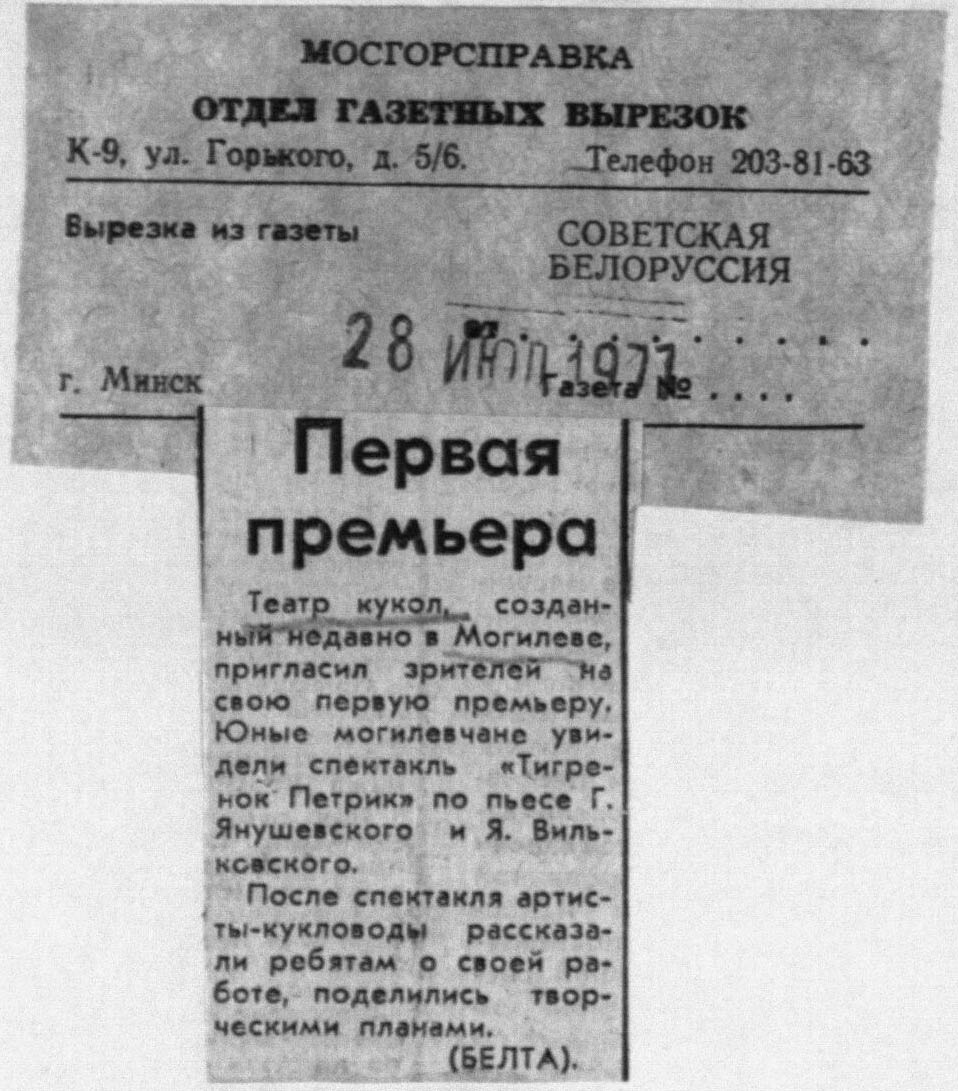 МОСГОРСПРАВКА
ОТДЕЛ ГАЗЕТНЫХ ВЫРЕЗОК
К-9, ул. Горького, д. 5/6. Телефон 203-81-63
Вырезка из газеты
СОВЕТСКАЯ
БЕЛОРУССИЯ
от . . . . . . . . . . . .
28 ИЮЛ 1977
г. Минск Газета № . . . .
Первая
премьера
Театр кукол, создан-
ный недавно в Могилеве,
пригласил зрителей на
свою первую премьеру.
Юные могилевчане уви-
дели спектакль «Тигре-
нок Петрик» по пьесе Г.
Янушевского и Я. Виль-
ковского.
После спектакля артис-
ты-кукловоды рассказа-
ли ребятам о своей ра-
боте, поделились твор-
ческими планами.
(БЕЛТА).